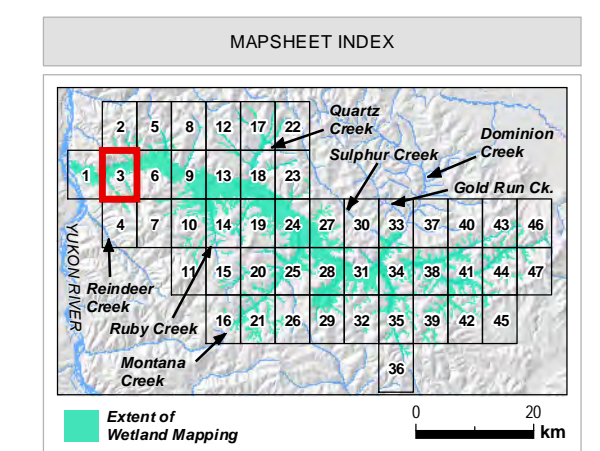 MAPSHEET INDEX
2 5 8 12 17 22
Quartz
Creek
Dominion
Creek
Sulphur Creek
1 3 6 9 13 18 23
Gold Run Ck.
4 7 10 14 19 24 27 30 33 37 40 43 46
YUKON RIVER
11 15 20 25 28 31 34 38 41 44 47
Reindeer
Creek
Ruby Creek
16 21 26 29 32 35 39 42 45
Montana
Creek
36
Extent of
Wetland Mapping
0 20
km